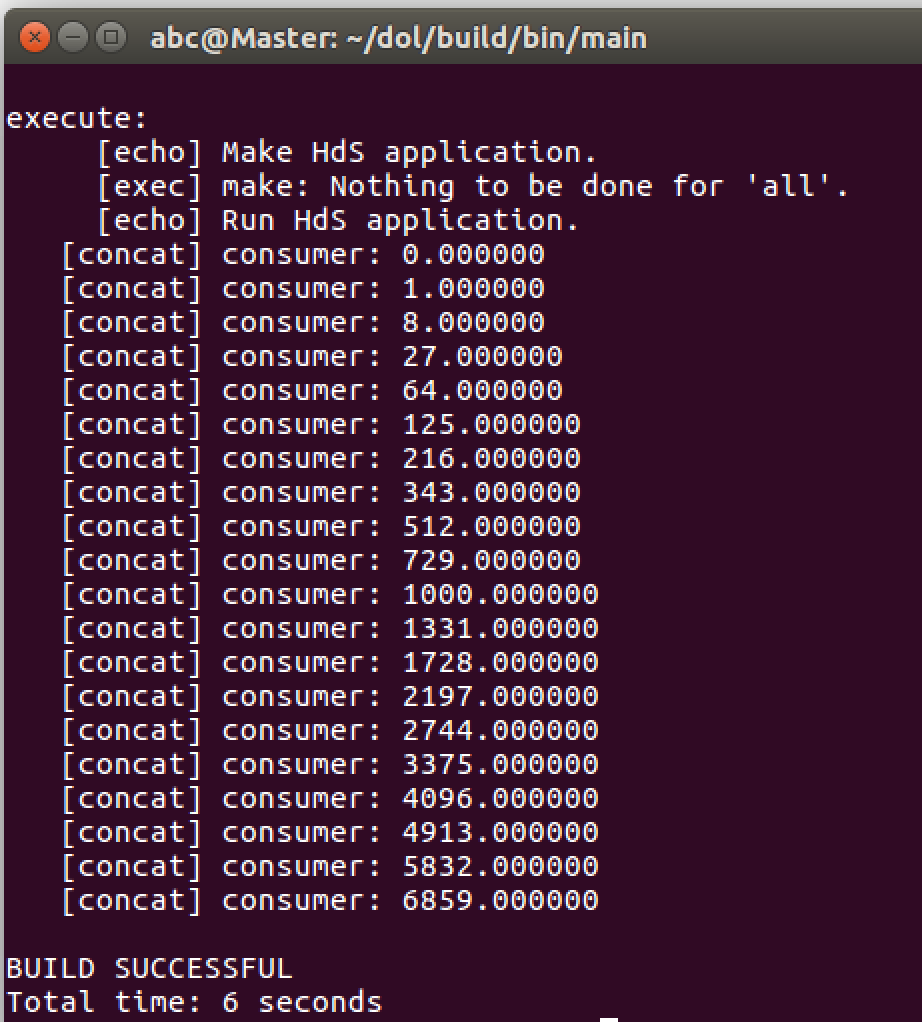 abc@Master: ~/dol/build/bin/main
execute:
[echo] Make HdS application.
[exec] make: Nothing to be done for 'all'.
[echo] Run HdS application.
[concat] consumer: 0.000000
[concat] consumer: 1.000000
[concat] consumer: 8.000000
[concat] consumer: 27.000000
[concat] consumer: 64.000000
[concat] consumer: 125.000000
[concat] consumer: 216.000000
[concat] consumer: 343.000000
[concat] consumer: 512.000000
[concat] consumer: 729.000000
[concat] consumer: 1000.000000
[concat] consumer: 1331.000000
[concat] consumer: 1728.000000
[concat] consumer: 2197.000000
[concat] consumer: 2744.000000
[concat] consumer: 3375.000000
[concat] consumer: 4096.000000
[concat] consumer: 4913.000000
[concat] consumer: 5832.000000
[concat] consumer: 6859.000000
BUILD SUCCESSFUL
Total time: 6 seconds